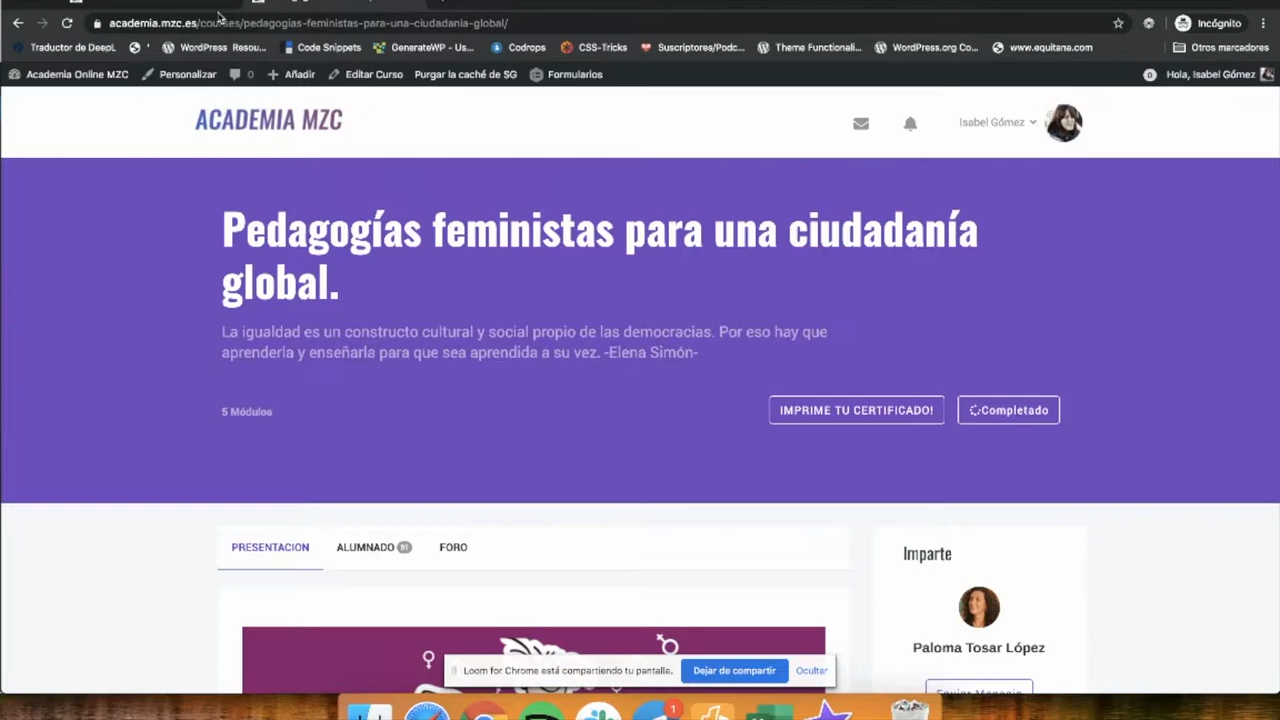 academia.mzc.es/courses/pedagogias-feministas-para-una-ciudadania-global/
Incógnito
Traductor de DeepL
WordPress Resou...
Code Snippets
GenerateWP - Us...
Codrops
CSS-Tricks
Suscriptores/Podc...
Theme Functionali...
WordPress.org Co...
www.equitana.com
Otros marcadores
Academia Online MZC
Personalizar
0
Añadir
Editar Curso
Purgar la caché de SG
Formularios
0
Hola, Isabel Gómez
ACADEMIA MZC
Isabel Gómez
Pedagogías feministas para una ciudadanía
global.
La igualdad es un constructo cultural y social propio de las democracias. Por eso hay que
aprenderla y enseñarla para que sea aprendida a su vez. -Elena Simón-
5 Módulos
IMPRIME TU CERTIFICADO!
Completado
PRESENTACION
ALUMNADO
FORO
Imparte
Paloma Tosar López
Loom for Chrome está compartiendo tu pantalla.
Dejar de compartir
Ocultar
1